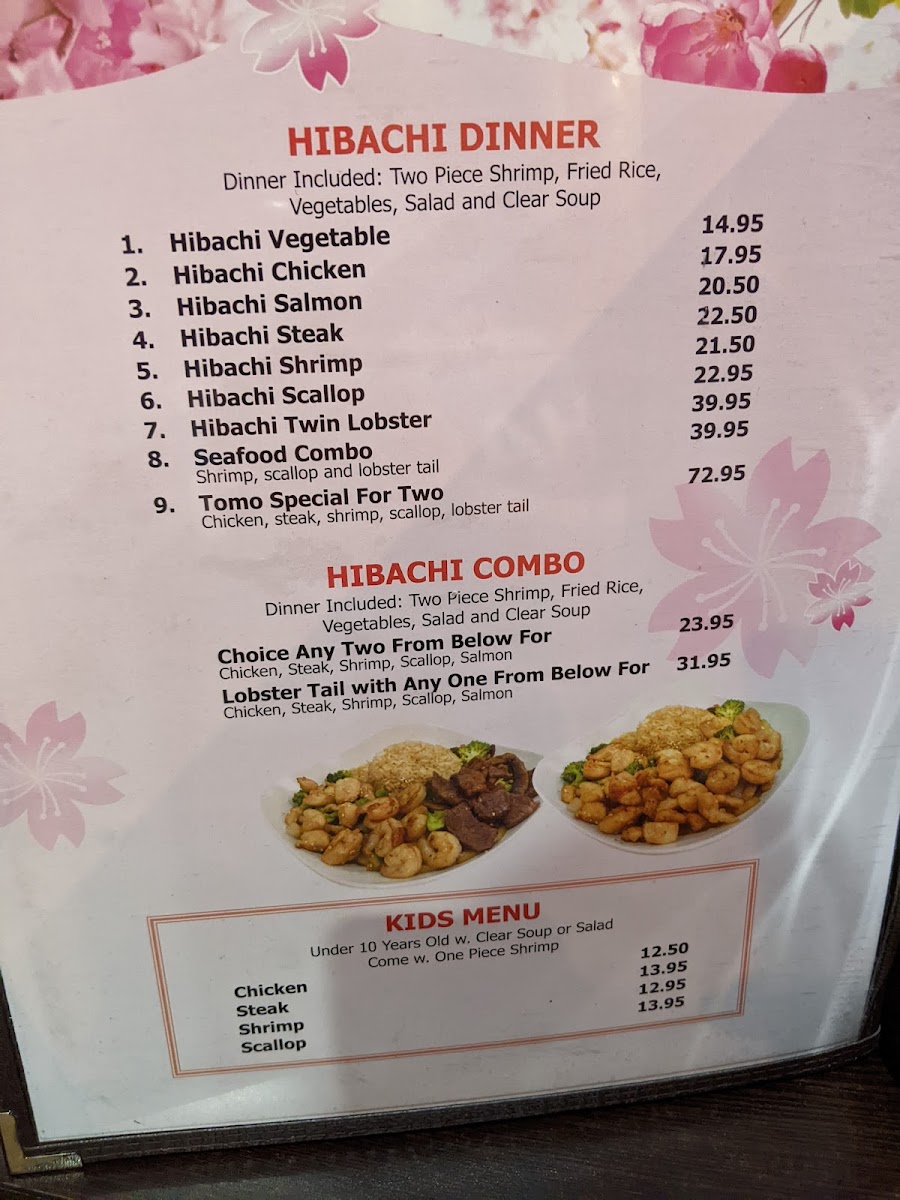 HIBACHI DINNER
Dinner Included: Two Piece Shrimp, Fried Rice,
Vegetables, Salad and Clear Soup
1. Hibachi Vegetable 14.95
2. Hibachi Chicken 17.95
3. Hibachi Salmon 20.50
4. Hibachi Steak 22.50
5. Hibachi Shrimp 21.50
6. Hibachi Scallop 22.95
7. Hibachi Twin Lobster 39.95
8. Seafood Combo 39.95
Shrimp, scallop and lobster tail
9. Tomo Special For Two 72.95
Chicken, steak, shrimp, scallop, lobster tail
HIBACHI COMBO
Dinner Included: Two Piece Shrimp, Fried Rice,
Vegetables, Salad and Clear Soup
Choice Any Two From Below For 23.95
Chicken, Steak, Shrimp, Scallop, Salmon
Lobster Tail with Any One From Below For 31.95
Chicken, Steak, Shrimp, Scallop, Salmon
KIDS MENU
Under 10 Years Old w. Clear Soup or Salad
Come w. One Piece Shrimp
Chicken 12.50
Steak 13.95
Shrimp 12.95
Scallop 13.95